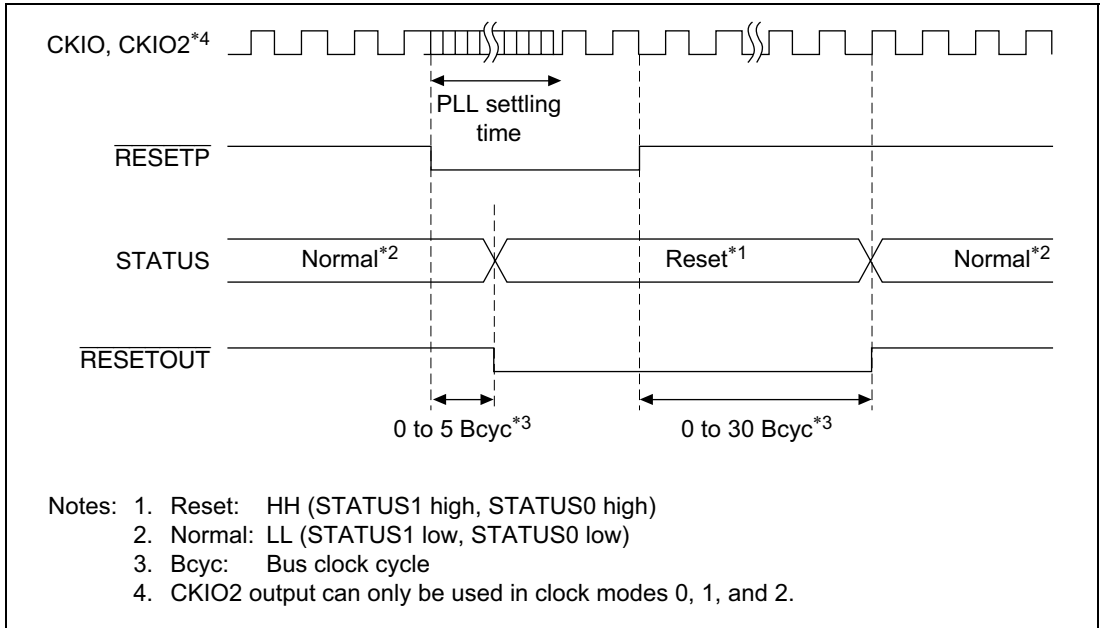 CKIO, CKIO2*4
PLL settling
time
RESETP
STATUS
Normal*2
Reset*1
Normal*2
RESETOUT
0 to 5 Bcyc*3
0 to 30 Bcyc*3
Notes: 1. Reset: HH (STATUS1 high, STATUS0 high)
2. Normal: LL (STATUS1 low, STATUS0 low)
3. Bcyc: Bus clock cycle
4. CKIO2 output can only be used in clock modes 0, 1, and 2.